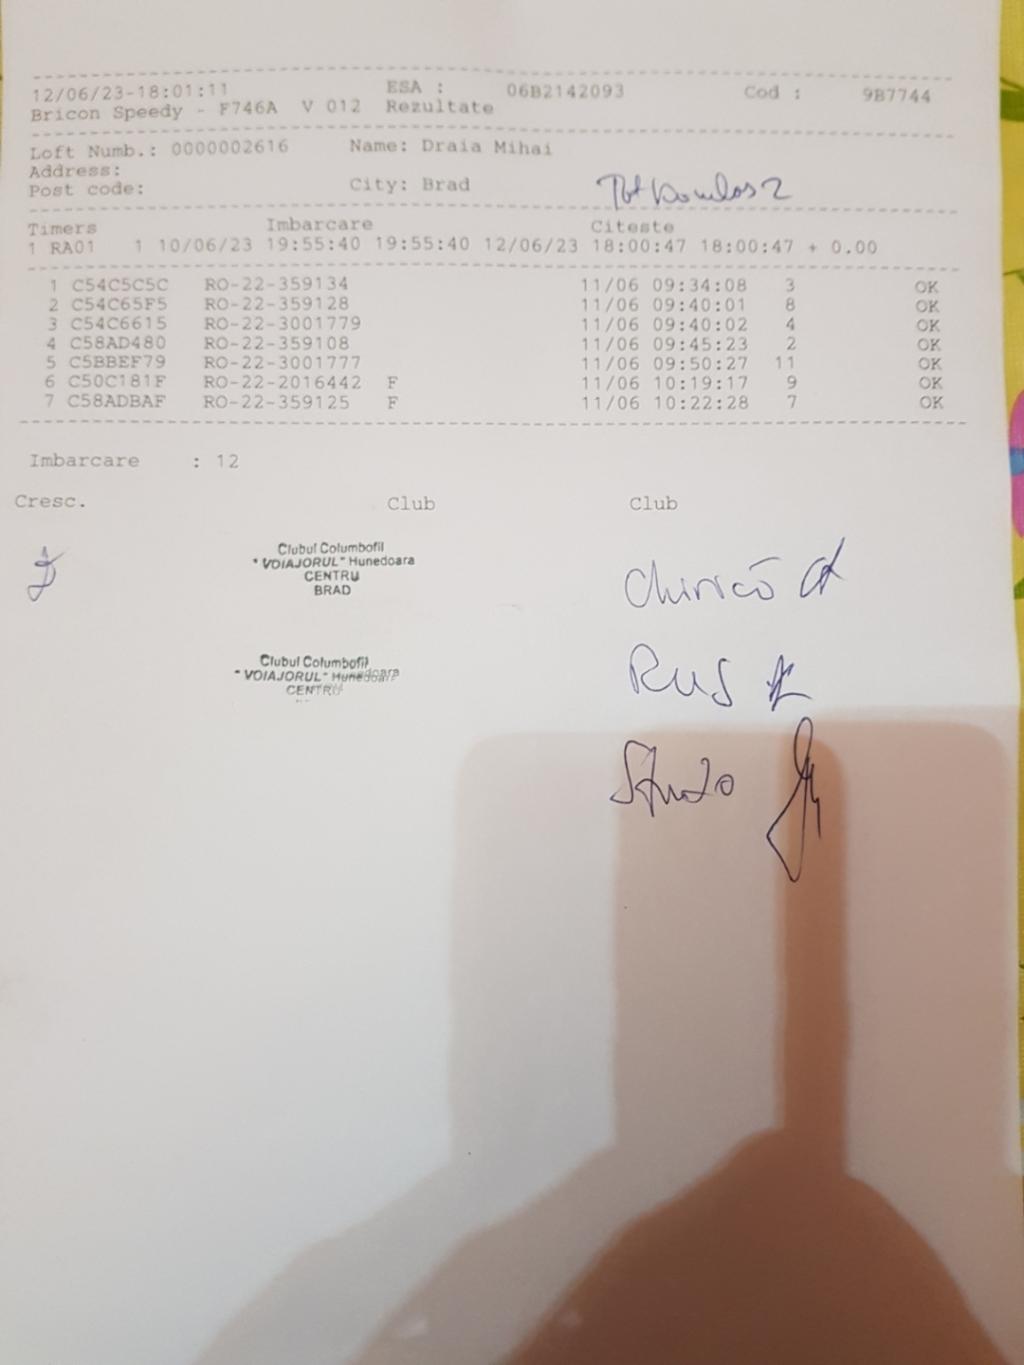 12/06/23-18:01:11 ESA : 06B2142093 Cod : 9B7744
Bricon Speedy - F746A V 012 Rezultate
Loft Numb.: 0000002616 Name: Draia Mihai
Address:
Post code: City: Brad
Timers Imbarcare Citeste
1 RA01 1 10/06/23 19:55:40 19:55:40 12/06/23 18:00:47 18:00:47 + 0.00
1 C54C5C5C RO-22-359134 11/06 09:34:08 3 OK
2 C54C65F5 RO-22-359128 11/06 09:40:01 8 OK
3 C54C6615 RO-22-3001779 11/06 09:40:02 4 OK
4 C58AD480 RO-22-359108 11/06 09:45:23 2 OK
5 C5BBEF79 RO-22-3001777 11/06 09:50:27 11 OK
6 C50C181F RO-22-2016442 F 11/06 10:19:17 9 OK
7 C58ADBAF RO-22-359125 F 11/06 10:22:28 7 OK
Imbarcare : 12
Cresc. Club Club
Clubul Columbofil
"VOIAJORUL" Hunedoara
CENTRU
BRAD
Clubul Columbofil
"VOIAJORUL" Hunedoara
CENTRU
RUS